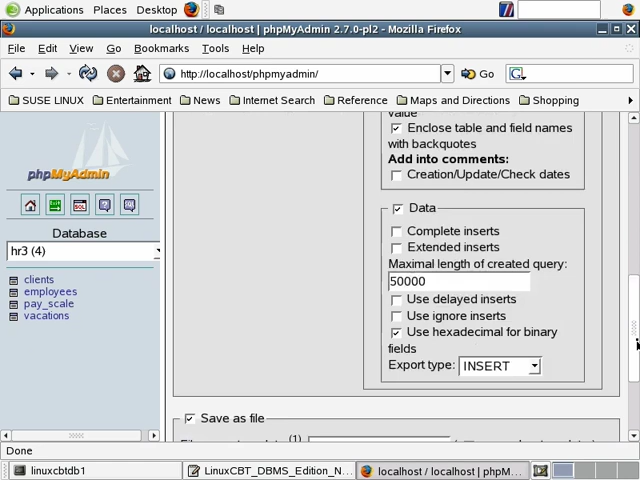 Applications Places Desktop
localhost / localhost | phpMyAdmin 2.7.0-pl2 - Mozilla Firefox
File Edit View Go Bookmarks Tools Help
http://localhost/phpmyadmin/ Go G
SUSE LINUX Entertainment News Internet Search Reference Maps and Directions Shopping
phpMyAdmin
SQL
Database
hr3 (4)
clients
employees
pay_scale
vacations
value
Enclose table and field names
with backquotes
Add into comments:
Creation/Update/Check dates
Data
Complete inserts
Extended inserts
Maximal length of created query:
50000
Use delayed inserts
Use ignore inserts
Use hexadecimal for binary
fields
Export type: INSERT
Save as file
(1)
Done
linuxcbtdb1 LinuxCBT_DBMS_Edition_N... localhost / localhost | phpM...